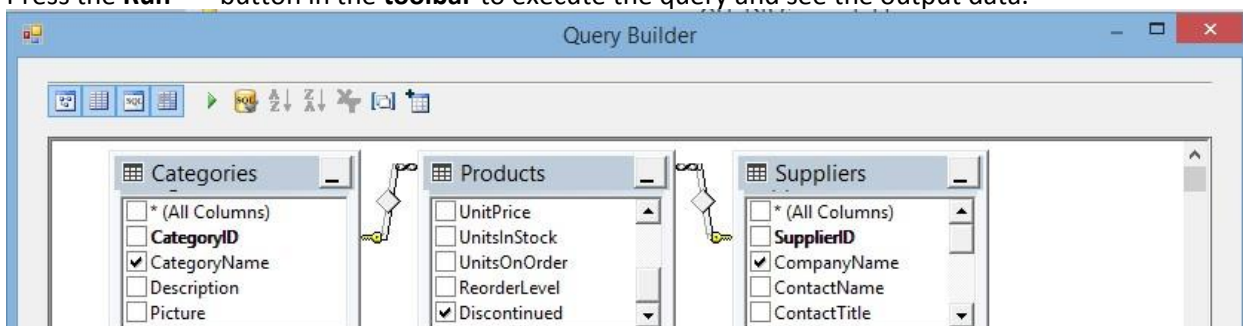 Press the Run button in the toolbar to execute the query and see the output data.
Query Builder
Categories
* (All Columns)
CategoryID
CategoryName
Description
Picture
Products
UnitPrice
UnitsInStock
UnitsOnOrder
ReorderLevel
Discontinued
Suppliers
* (All Columns)
SupplierID
CompanyName
ContactName
ContactTitle